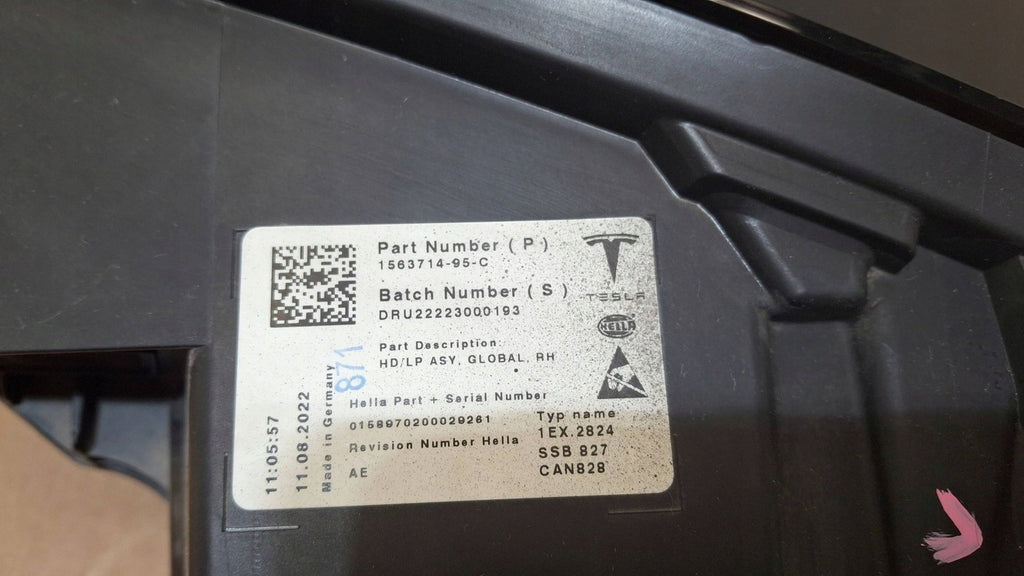 Part Number ( P )
1563714-95-C
Batch Number ( S )
DRU22223000193
TESLA
HELLA
Part Description:
HD/LP ASY, GLOBAL, RH
871
Hella Part + Serial Number
0158970200029261
Revision Number Hella
AE
Typ name
1EX.2824
SSB 827
CAN828
11:05:57
11.08.2022
Made in Germany